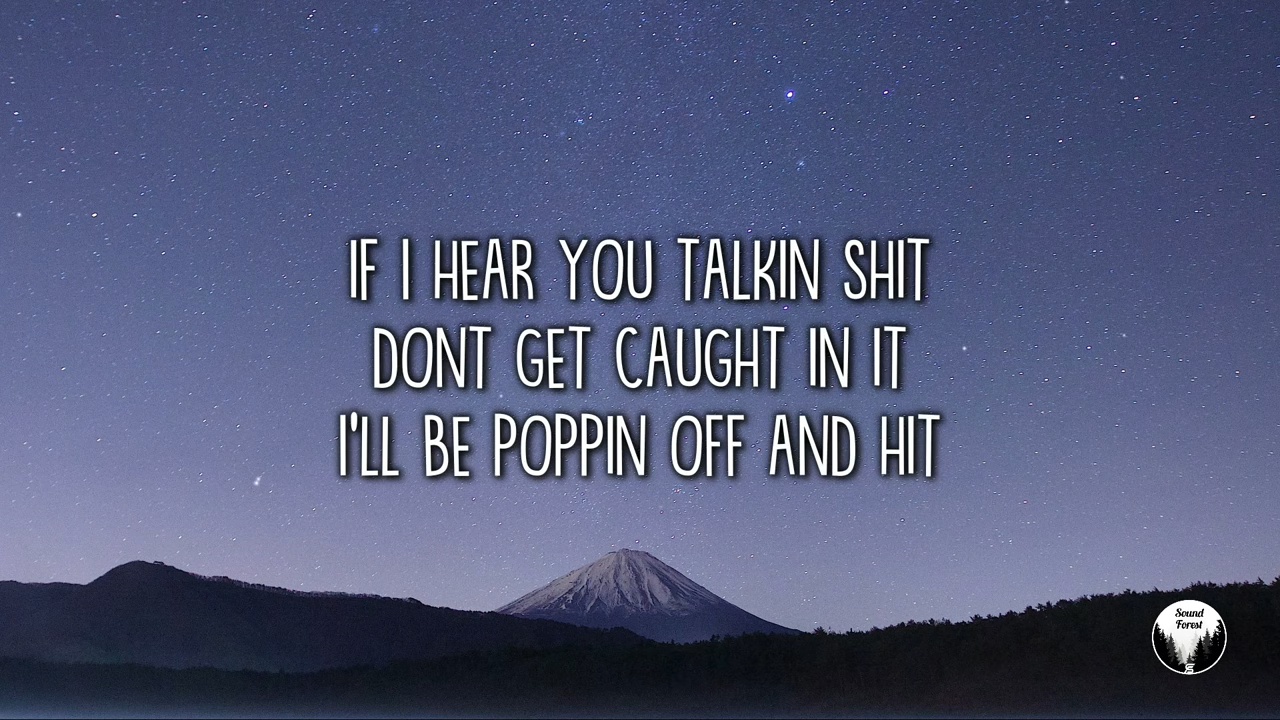 IF I HEAR YOU TALKIN SHIT
DONT GET CAUGHT IN IT
I'LL BE POPPIN OFF AND HIT
Sound
Forest